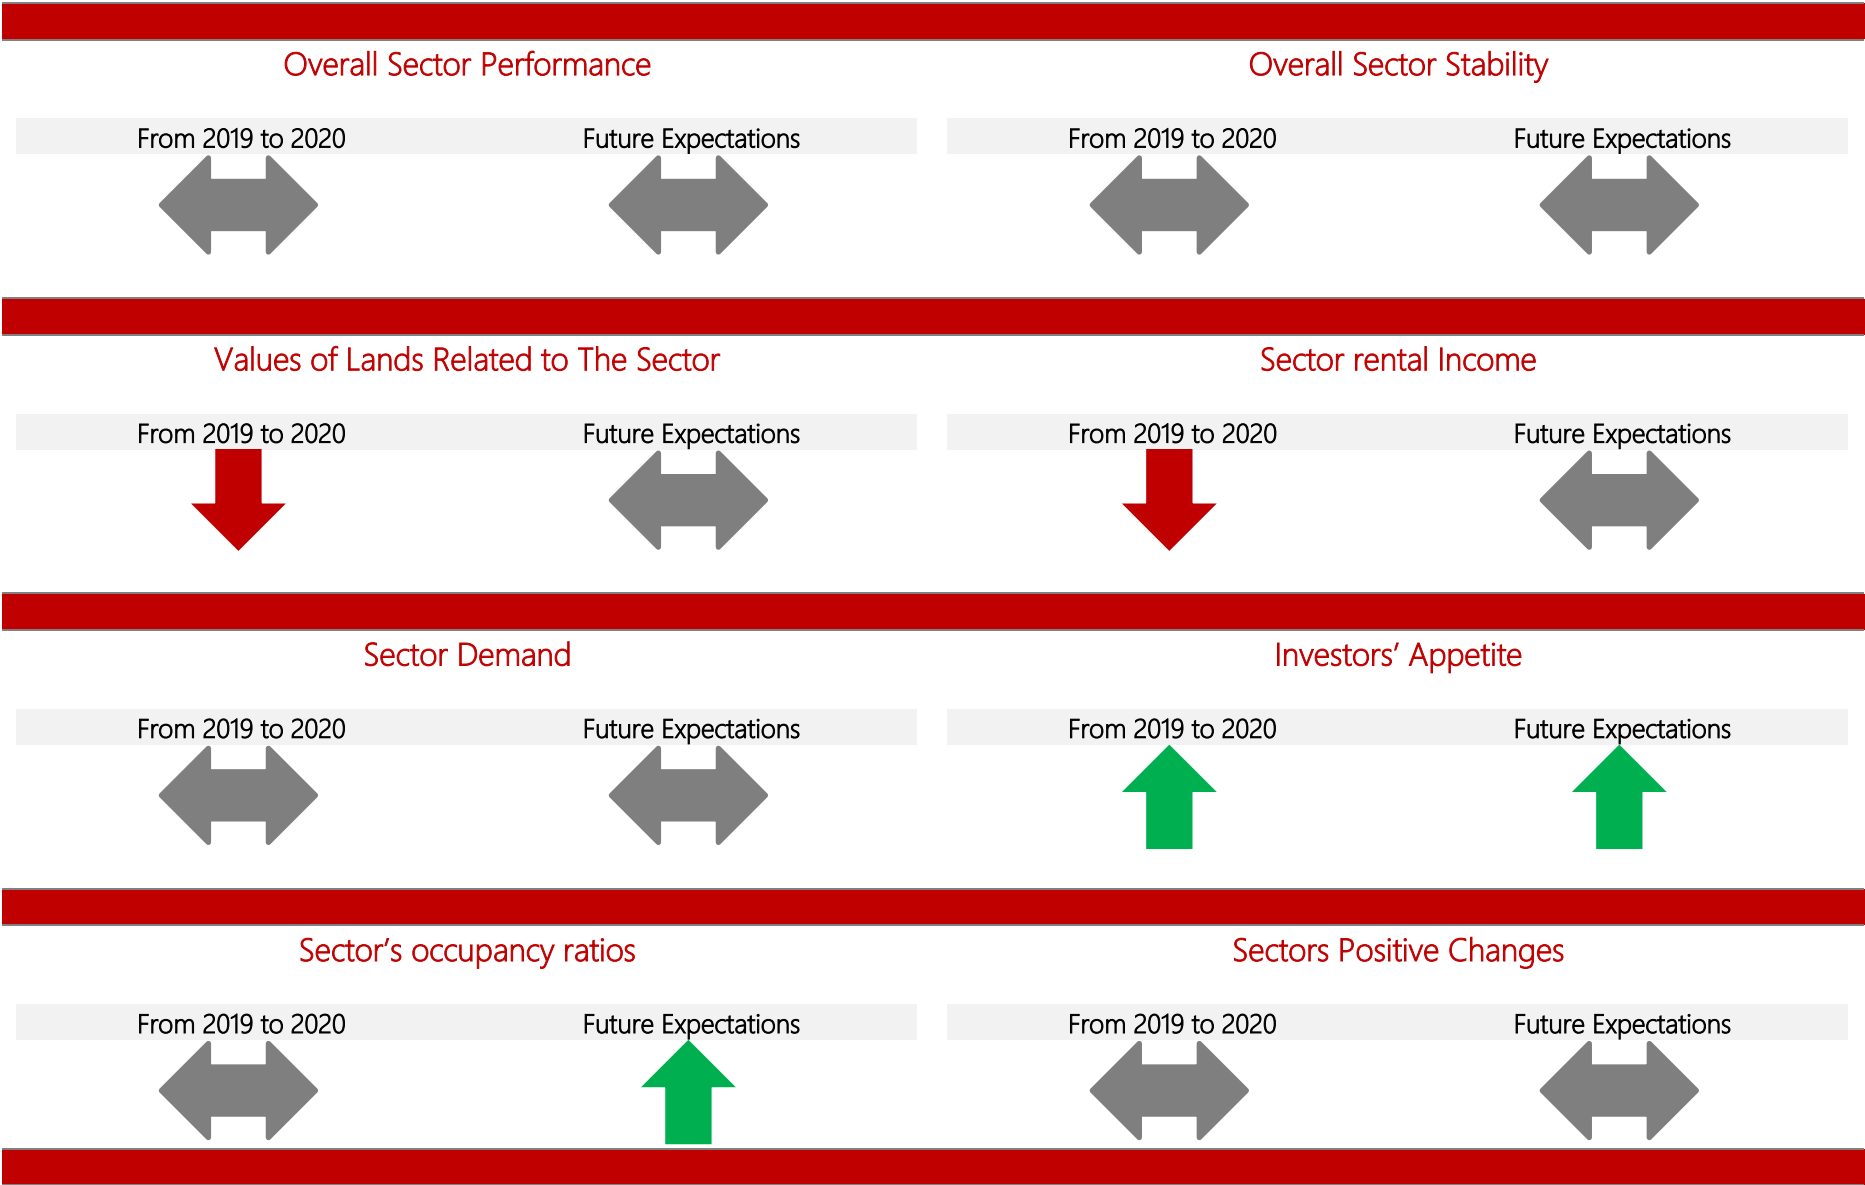 Overall Sector Performance
Overall Sector Stability
From 2019 to 2020
Future Expectations
From 2019 to 2020
Future Expectations
Values of Lands Related to The Sector
Sector rental Income
From 2019 to 2020
Future Expectations
From 2019 to 2020
Future Expectations
Sector Demand
Investors’ Appetite
From 2019 to 2020
Future Expectations
From 2019 to 2020
Future Expectations
Sector’s occupancy ratios
Sectors Positive Changes
From 2019 to 2020
Future Expectations
From 2019 to 2020
Future Expectations